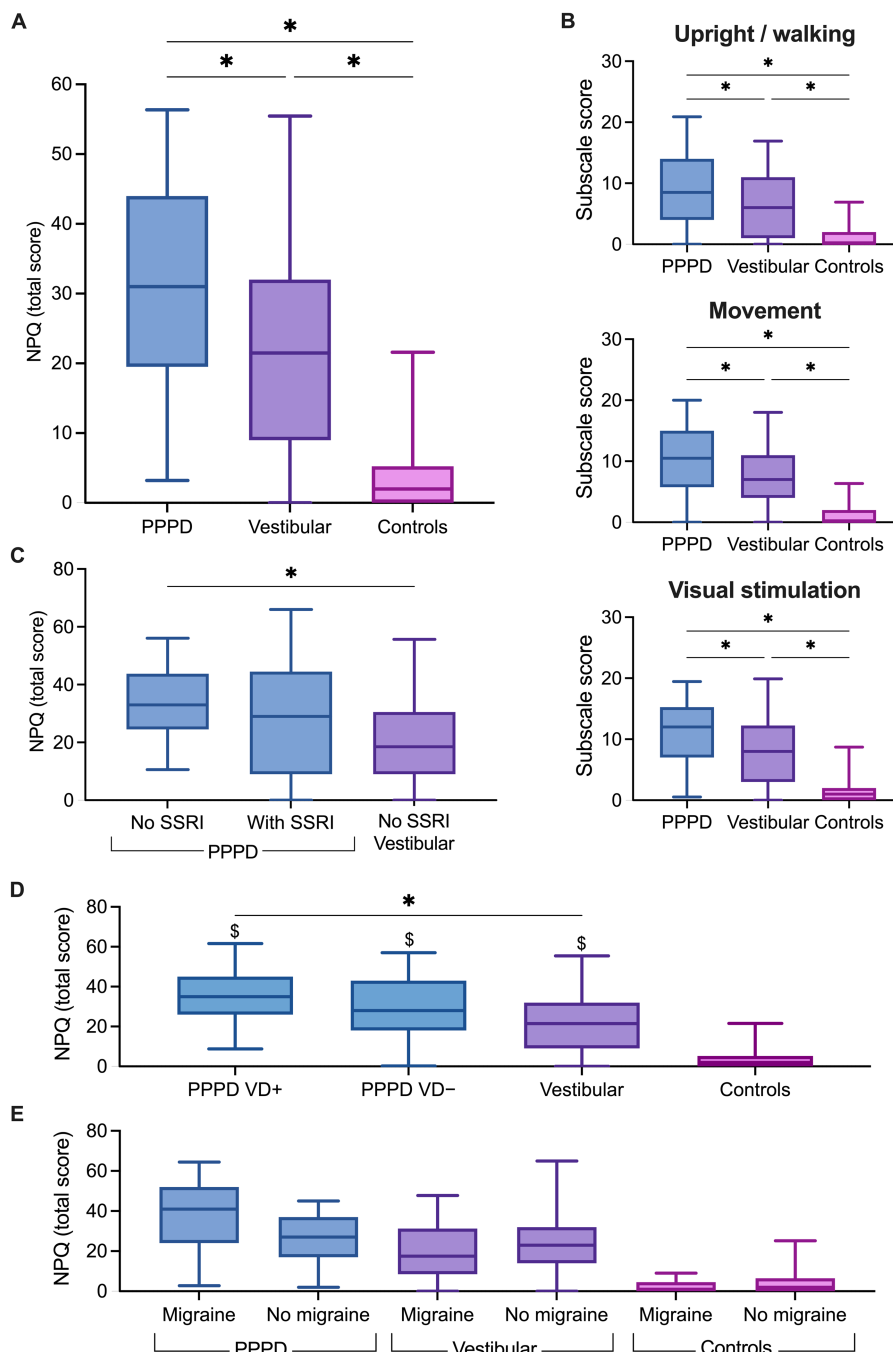 A
*
* *
60
50
40
30
20
10
0
NPQ (total score)
PPPD Vestibular Controls
B
Upright / walking
*
* *
30
20
10
0
Subscale score
PPPD Vestibular Controls
Movement
*
* *
30
20
10
0
Subscale score
PPPD Vestibular Controls
Visual stimulation
*
* *
30
20
10
0
Subscale score
PPPD Vestibular Controls
C
*
80
60
40
20
0
NPQ (total score)
No SSRI With SSRI No SSRI
PPPD Vestibular
D
*
$ $ $
80
60
40
20
0
NPQ (total score)
PPPD VD+ PPPD VD− Vestibular Controls
E
80
60
40
20
0
NPQ (total score)
Migraine No migraine Migraine No migraine Migraine No migraine
PPPD Vestibular Controls